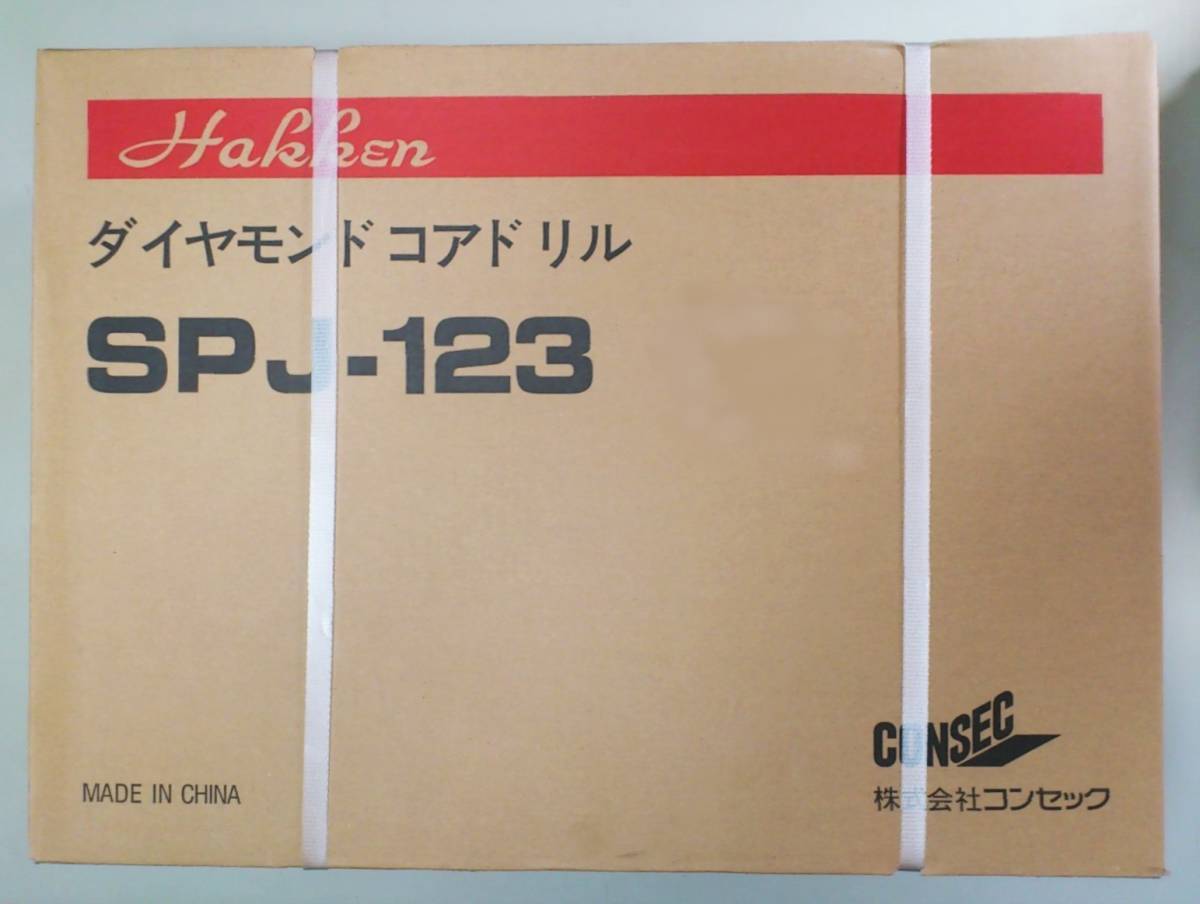 Hakken
ダイヤモンドコアドリル
SPJ-123
CONSEC
MADE IN CHINA
株式会社コンセック